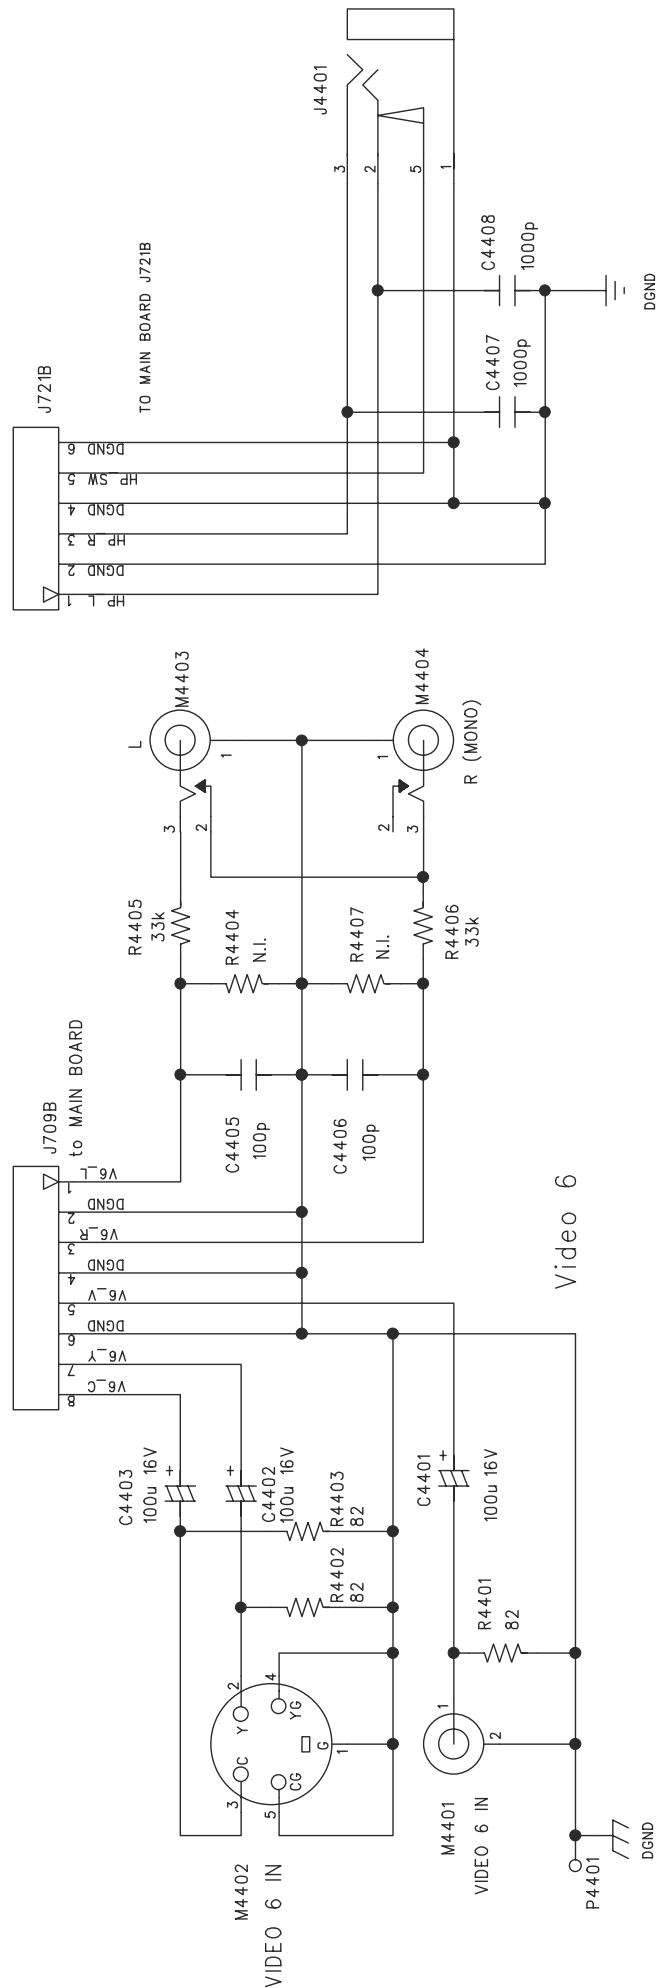 J721B
TO MAIN BOARD J721B
1 HP_L
2 DGND
3 HP_R
4 DGND
5 HP_SW
6 DGND
J4401
3
2
5
1
C4407
1000p
C4408
1000p
DGND
J709B
to MAIN BOARD
8 V6_C
7 V6_Y
6 DGND
5 V6_V
4 DGND
3 V6_R
2 DGND
1 V6_L
C4403
100u 16V
+
C4402
100u 16V
+
R4403
82
R4402
82
C4401
100u 16V
+
R4401
82
M4402
VIDEO 6 IN
3
C
2
Y
5
CG
4
YG
1
G
M4401
VIDEO 6 IN
1
2
P4401
DGND
R4405
33k
R4404
N.I.
R4407
N.I.
R4406
33k
C4405
100p
C4406
100p
L
M4403
1
3
2
M4404
R (MONO)
1
2
3
Video 6